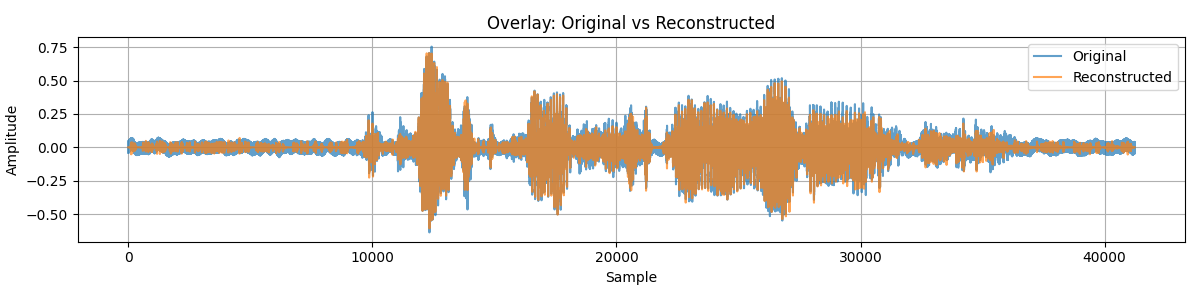 Overlay: Original vs Reconstructed
Original
Reconstructed
Amplitude
0.75
0.50
0.25
0.00
−0.25
−0.50
0 10000 20000 30000 40000
Sample